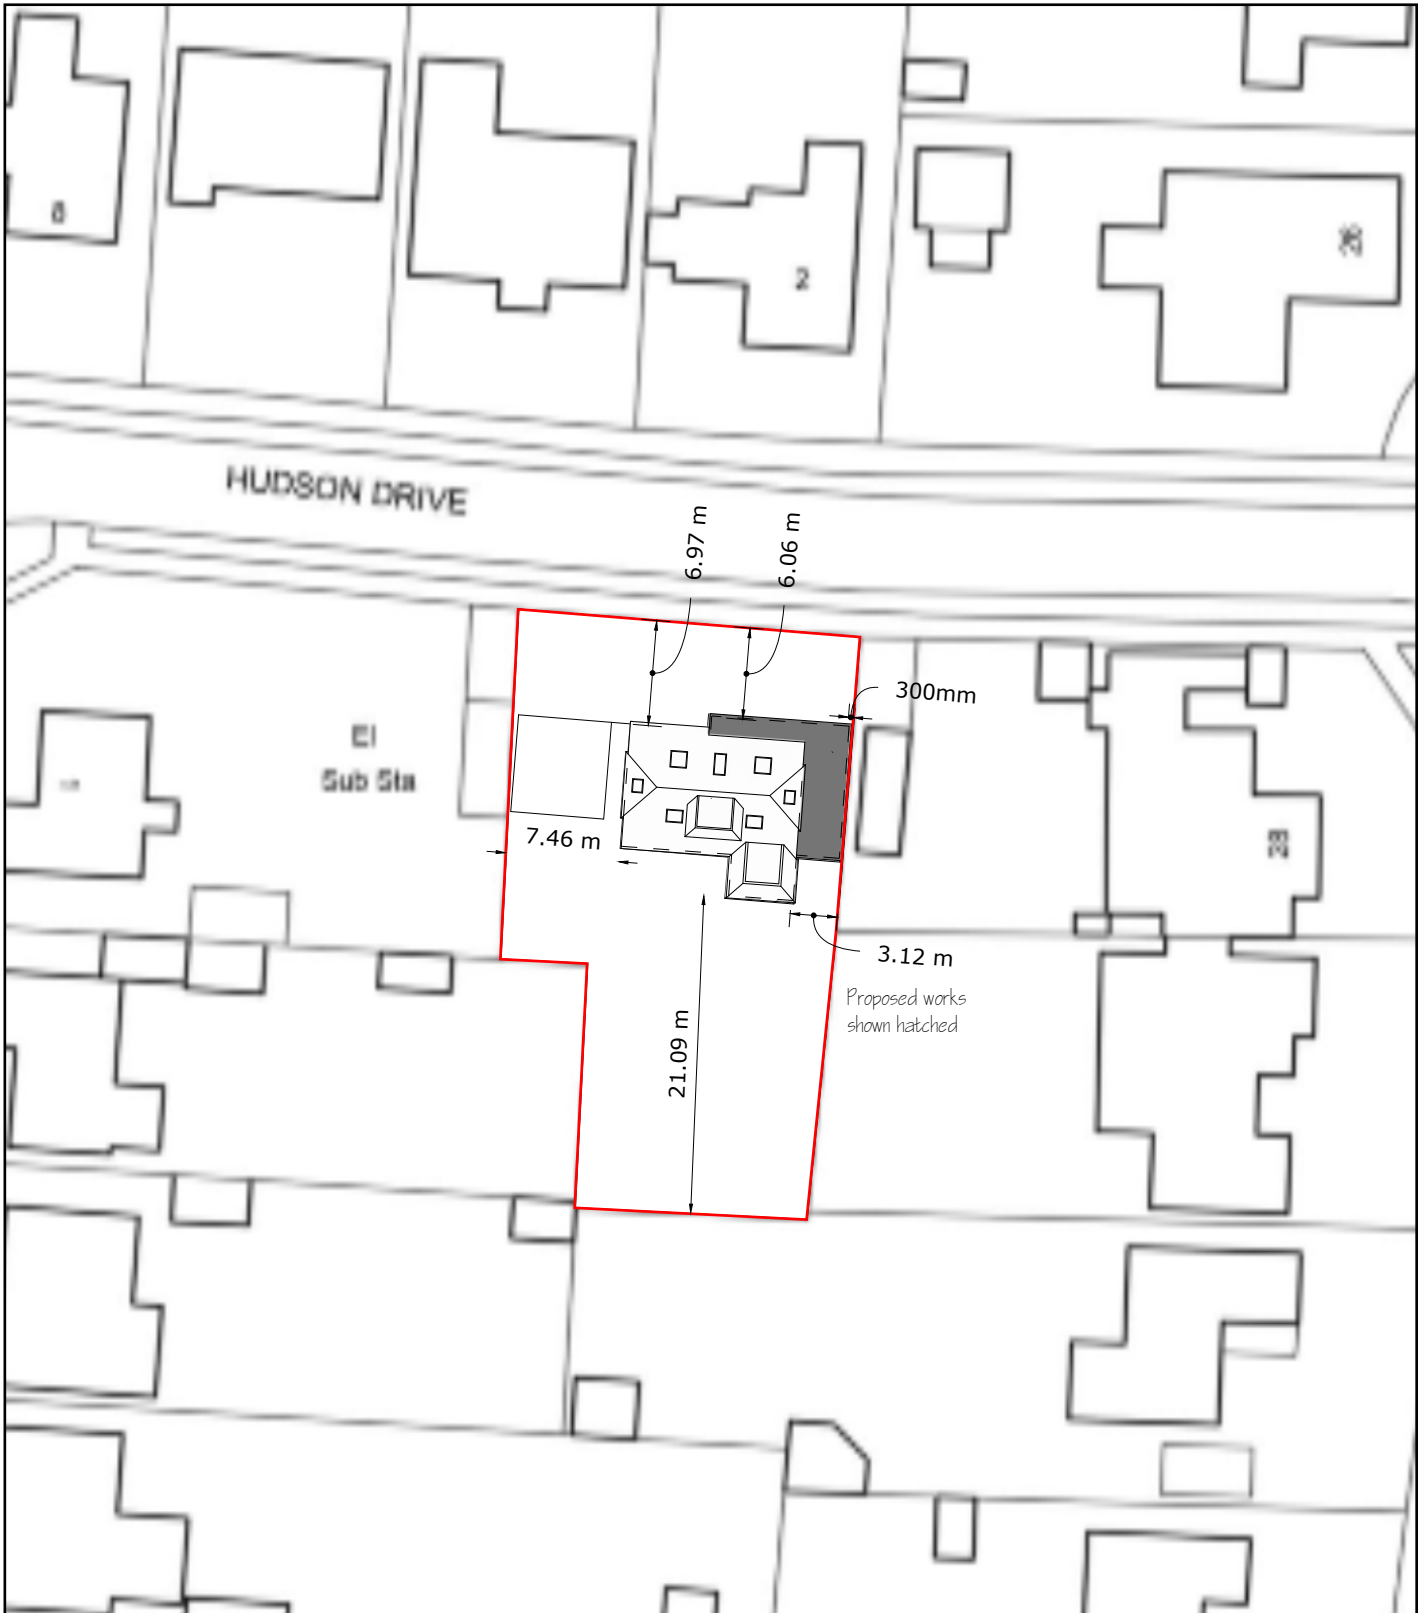 8
2
26
HUDSON DRIVE
6.97 m
6.06 m
300mm
El
Sub Sta
1
7.46 m
28
3.12 m
Proposed works
shown hatched
21.09 m